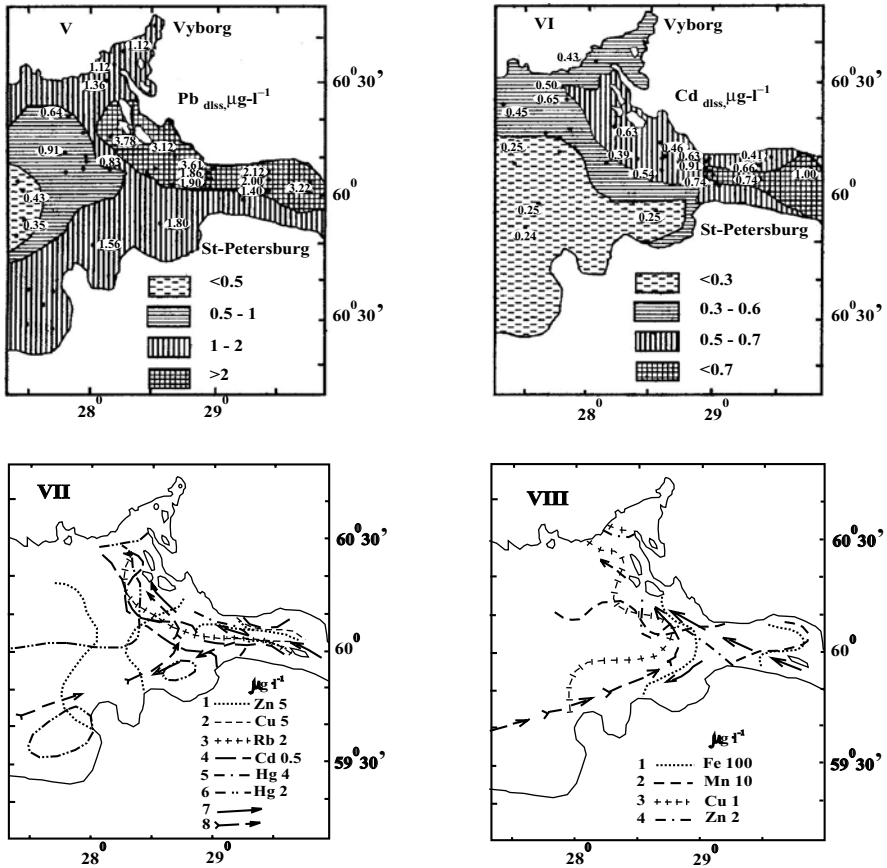 V
Vyborg
1.12
1.12
1.36
Pb dlss, µg-l⁻¹
0.64
3.78
3.12
0.91
0.83
3.61
1.86
1.90
2.12
2.00
1.40
3.22
0.43
0.35
1.80
1.56
St-Petersburg
<0.5
0.5 - 1
1 - 2
>2
60⁰30’
60⁰
60⁰30’
28⁰
29⁰
VI
Vyborg
0.43
0.50
0.65
0.45
Cd dlss, µg-l⁻¹
0.63
0.25
0.39
0.46
0.63
0.91
0.41
0.54
0.74
0.66
0.74
1.00
0.25
0.25
0.24
St-Petersburg
<0.3
0.3 - 0.6
0.5 - 0.7
<0.7
60⁰30’
60⁰
60⁰30’
28⁰
29⁰
VII
µg·l⁻¹
1 Zn 5
2 Cu 5
3 Rb 2
4 Cd 0.5
5 Hg 4
6 Hg 2
7
8
60⁰30’
60⁰
59⁰30’
28⁰
29⁰
VIII
µg·l⁻¹
1 Fe 100
2 Mn 10
3 Cu 1
4 Zn 2
60⁰30’
60⁰
59⁰30’
28⁰
29⁰